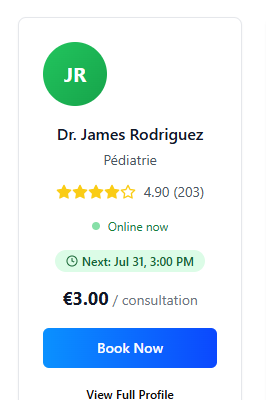 JR
Dr. James Rodriguez
Pédiatrie
4.90 (203)
Online now
Next: Jul 31, 3:00 PM
€3.00 / consultation
Book Now
View Full Profile